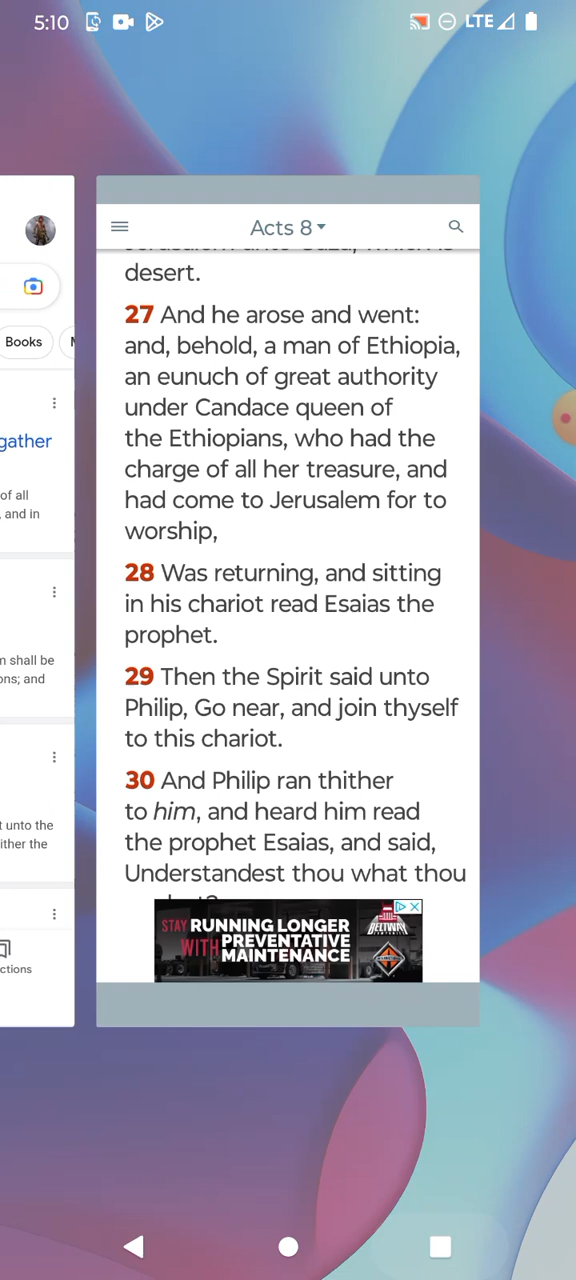 5:10
LTE
Books
gather
of all
, and in
m shall be
ons; and
t unto the
ither the
ctions
Acts 8
desert.
27 And he arose and went:
and, behold, a man of Ethiopia,
an eunuch of great authority
under Candace queen of
the Ethiopians, who had the
charge of all her treasure, and
had come to Jerusalem for to
worship,
28 Was returning, and sitting
in his chariot read Esaias the
prophet.
29 Then the Spirit said unto
Philip, Go near, and join thyself
to this chariot.
30 And Philip ran thither
to him, and heard him read
the prophet Esaias, and said,
Understandest thou what thou
STAY RUNNING LONGER
WITH PREVENTATIVE
MAINTENANCE
BELTWAY